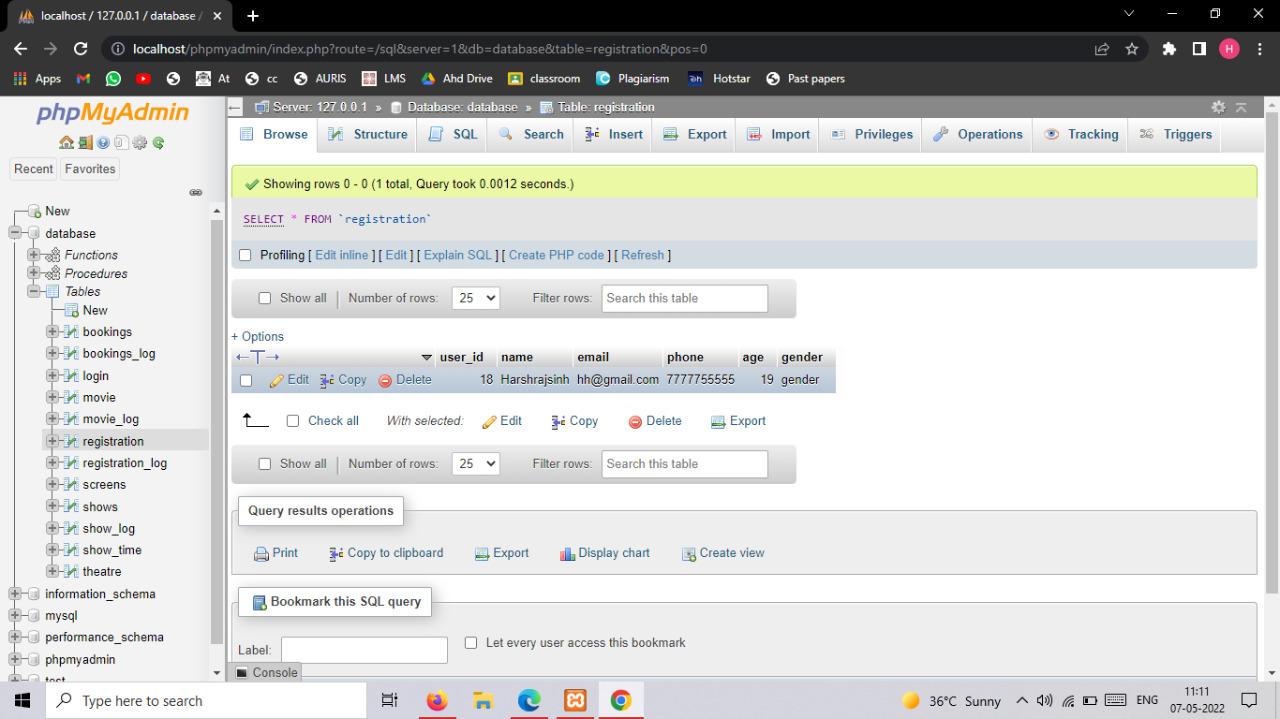 localhost / 127.0.0.1 / database /
localhost/phpmyadmin/index.php?route=/sql&server=1&db=database&table=registration&pos=0
H
Apps At cc AURIS LMS Ahd Drive classroom Plagiarism Hotstar Past papers
phpMyAdmin
Recent Favorites
New
database
Functions
Procedures
Tables
New
bookings
bookings_log
login
movie
movie_log
registration
registration_log
screens
shows
show_log
show_time
theatre
information_schema
mysql
performance_schema
phpmyadmin
test
Server: 127.0.0.1 » Database: database » Table: registration
Browse Structure SQL Search Insert Export Import Privileges Operations Tracking Triggers
Showing rows 0 - 0 (1 total, Query took 0.0012 seconds.)
SELECT * FROM `registration`
Profiling [ Edit inline ] [ Edit ] [ Explain SQL ] [ Create PHP code ] [ Refresh ]
Show all | Number of rows: 25 Filter rows: Search this table
+ Options
←T→ user_id name email phone age gender
Edit Copy Delete 18 Harshrajsinh hh@gmail.com 7777755555 19 gender
Check all With selected: Edit Copy Delete Export
Show all | Number of rows: 25 Filter rows: Search this table
Query results operations
Print Copy to clipboard Export Display chart Create view
Bookmark this SQL query
Label: Let every user access this bookmark
Console
Type here to search
36°C Sunny ENG 11:11
07-05-2022